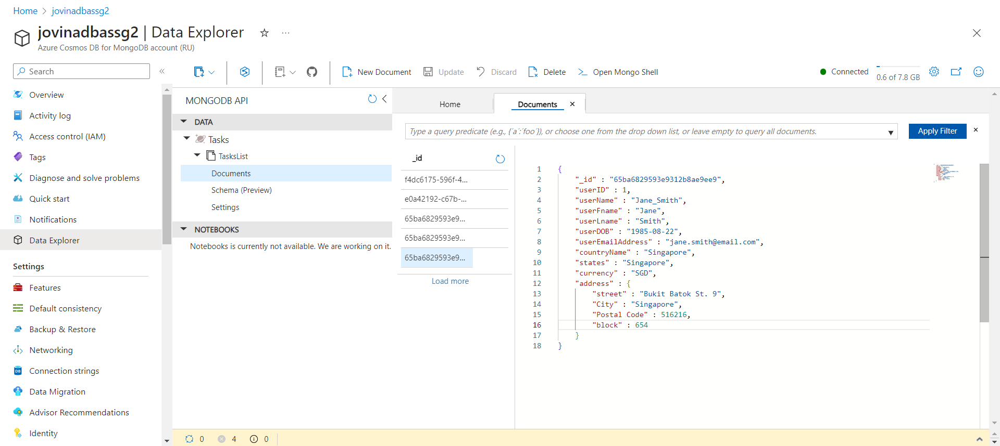 Home > jovinadbassg2
jovinadbassg2 | Data Explorer ☆ ...
Azure Cosmos DB for MongoDB account (RU)
Search
«
New Document
Update
Discard
Delete
Open Mongo Shell
Connected
0.6 of 7.8 GB
Overview
Activity log
Access control (IAM)
Tags
Diagnose and solve problems
Quick start
Notifications
Data Explorer
Settings
Features
Default consistency
Backup & Restore
Networking
Connection strings
Data Migration
Advisor Recommendations
Identity
MONGODB API
DATA
Tasks
TasksList
Documents
Schema (Preview)
Settings
NOTEBOOKS
Notebooks is currently not available. We are working on it.
Home
Documents
Type a query predicate (e.g., {´a´:´foo´}), or choose one from the drop down list, or leave empty to query all documents.
Apply Filter
_id
f4dc6175-596f-4...
e0a42192-c67b-...
65ba6829593e9...
65ba6829593e9...
65ba6829593e9...
Load more
1 {
2 "_id" : "65ba6829593e9312b8ae9ee9",
3 "userID" : 1,
4 "userName" : "Jane_Smith",
5 "userFname" : "Jane",
6 "userLname" : "Smith",
7 "userDOB" : "1985-08-22",
8 "userEmailAddress" : "jane.smith@email.com",
9 "countryName" : "Singapore",
10 "states" : "Singapore",
11 "currency" : "SGD",
12 "address" : {
13 "street" : "Bukit Batok St. 9",
14 "City" : "Singapore",
15 "Postal Code" : 516216,
16 "block" : 654
17 }
18 }
0 4 0